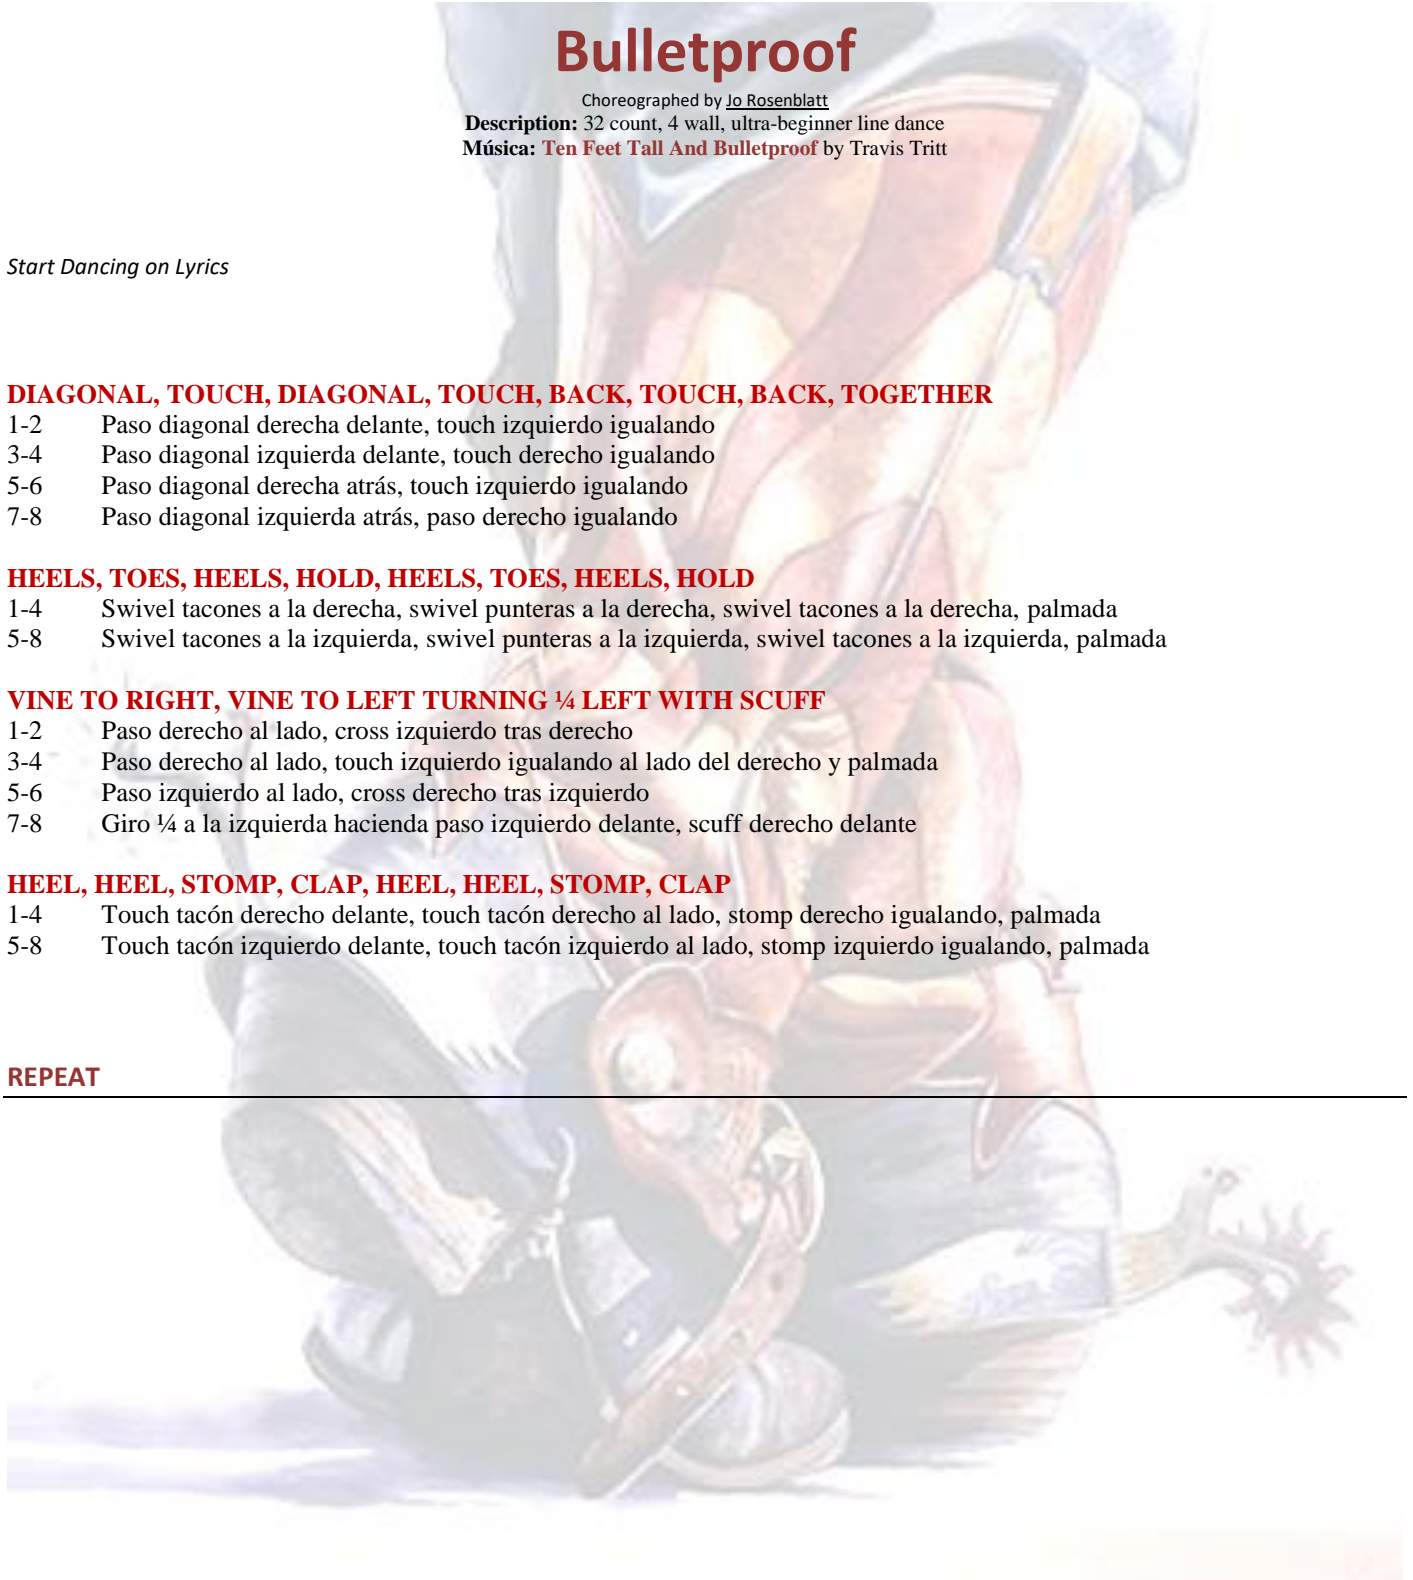 Bulletproof
Choreographed by Jo Rosenblatt
Description: 32 count, 4 wall, ultra-beginner line dance
Música: Ten Feet Tall And Bulletproof by Travis Tritt
Start Dancing on Lyrics
DIAGONAL, TOUCH, DIAGONAL, TOUCH, BACK, TOUCH, BACK, TOGETHER
1-2 Paso diagonal derecha delante, touch izquierdo igualando
3-4 Paso diagonal izquierda delante, touch derecho igualando
5-6 Paso diagonal derecha atrás, touch izquierdo igualando
7-8 Paso diagonal izquierda atrás, paso derecho igualando
HEELS, TOES, HEELS, HOLD, HEELS, TOES, HEELS, HOLD
1-4 Swivel tacones a la derecha, swivel punteras a la derecha, swivel tacones a la derecha, palmada
5-8 Swivel tacones a la izquierda, swivel punteras a la izquierda, swivel tacones a la izquierda, palmada
VINE TO RIGHT, VINE TO LEFT TURNING ¼ LEFT WITH SCUFF
1-2 Paso derecho al lado, cross izquierdo tras derecho
3-4 Paso derecho al lado, touch izquierdo igualando al lado del derecho y palmada
5-6 Paso izquierdo al lado, cross derecho tras izquierdo
7-8 Giro ¼ a la izquierda hacienda paso izquierdo delante, scuff derecho delante
HEEL, HEEL, STOMP, CLAP, HEEL, HEEL, STOMP, CLAP
1-4 Touch tacón derecho delante, touch tacón derecho al lado, stomp derecho igualando, palmada
5-8 Touch tacón izquierdo delante, touch tacón izquierdo al lado, stomp izquierdo igualando, palmada
REPEAT